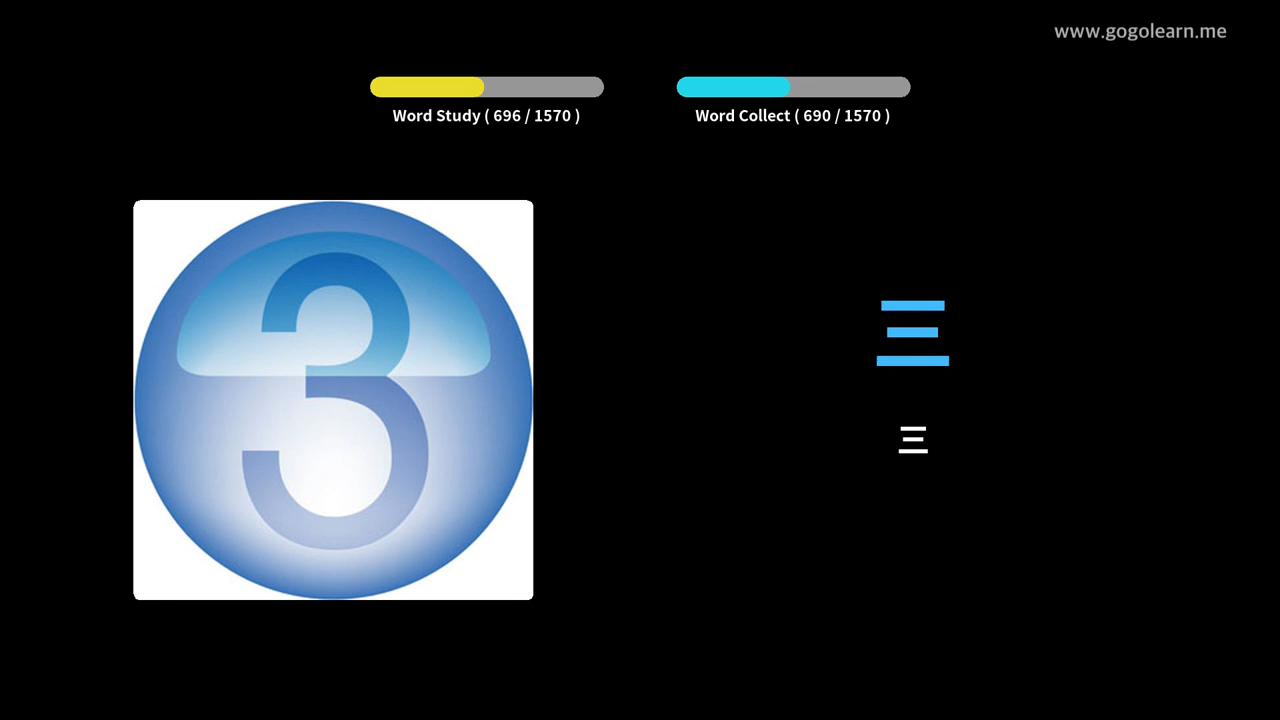 www.gogolearn.me
Word Study ( 696 / 1570 )
Word Collect ( 690 / 1570 )
3
三
三